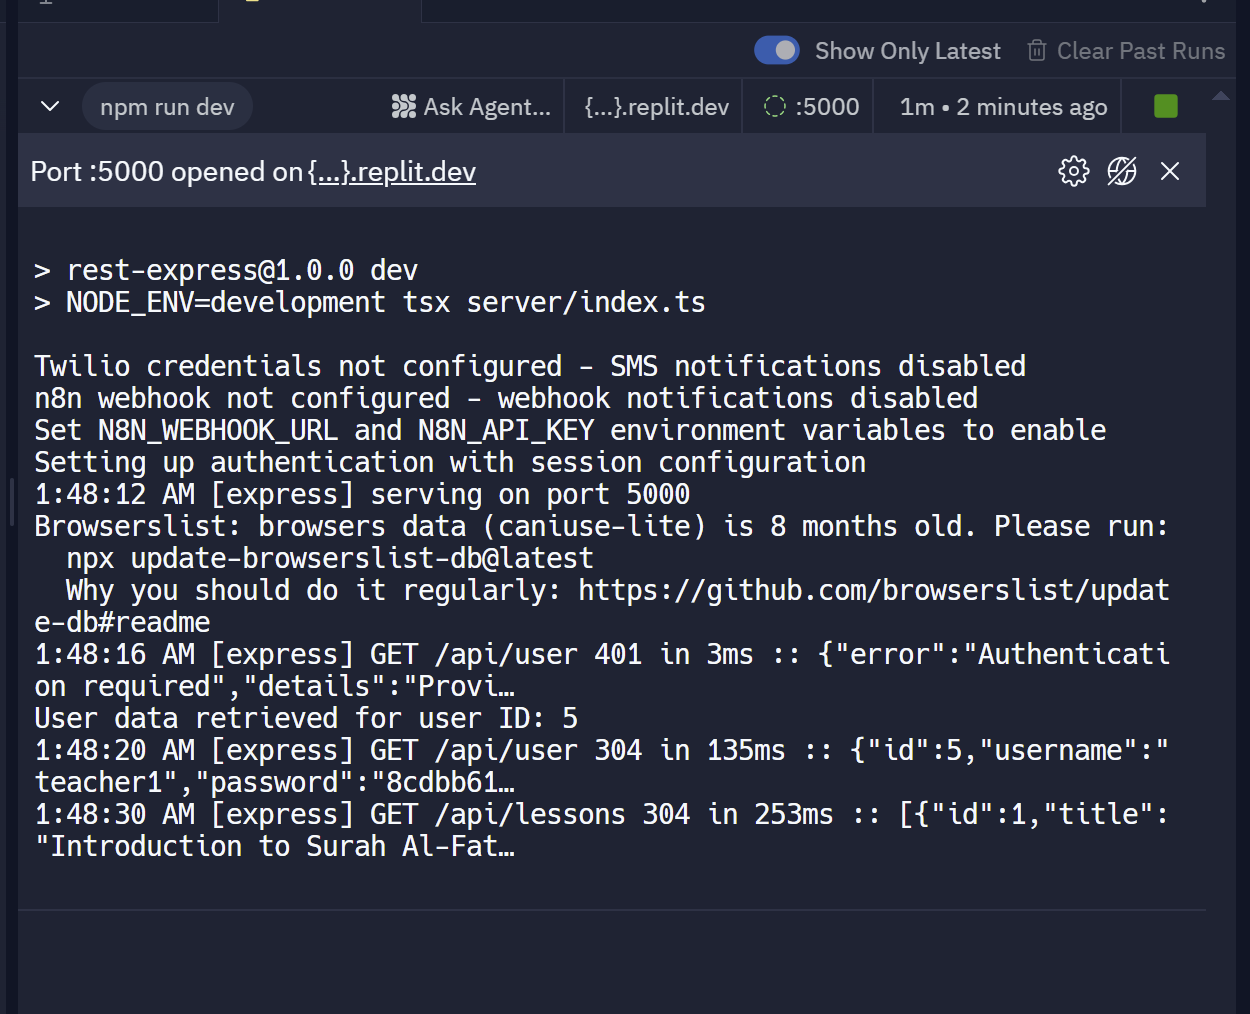 Show Only Latest Clear Past Runs
npm run dev Ask Agent... {...}.replit.dev :5000 1m • 2 minutes ago
Port :5000 opened on {...}.replit.dev
> rest-express@1.0.0 dev
> NODE_ENV=development tsx server/index.ts
Twilio credentials not configured - SMS notifications disabled
n8n webhook not configured - webhook notifications disabled
Set N8N_WEBHOOK_URL and N8N_API_KEY environment variables to enable
Setting up authentication with session configuration
1:48:12 AM [express] serving on port 5000
Browserslist: browsers data (caniuse-lite) is 8 months old. Please run:
  npx update-browserslist-db@latest
  Why you should do it regularly: https://github.com/browserslist/updat
e-db#readme
1:48:16 AM [express] GET /api/user 401 in 3ms :: {"error":"Authenticati
on required","details":"Provi…
User data retrieved for user ID: 5
1:48:20 AM [express] GET /api/user 304 in 135ms :: {"id":5,"username":"
teacher1","password":"8cdbb61…
1:48:30 AM [express] GET /api/lessons 304 in 253ms :: [{"id":1,"title":
"Introduction to Surah Al-Fat…